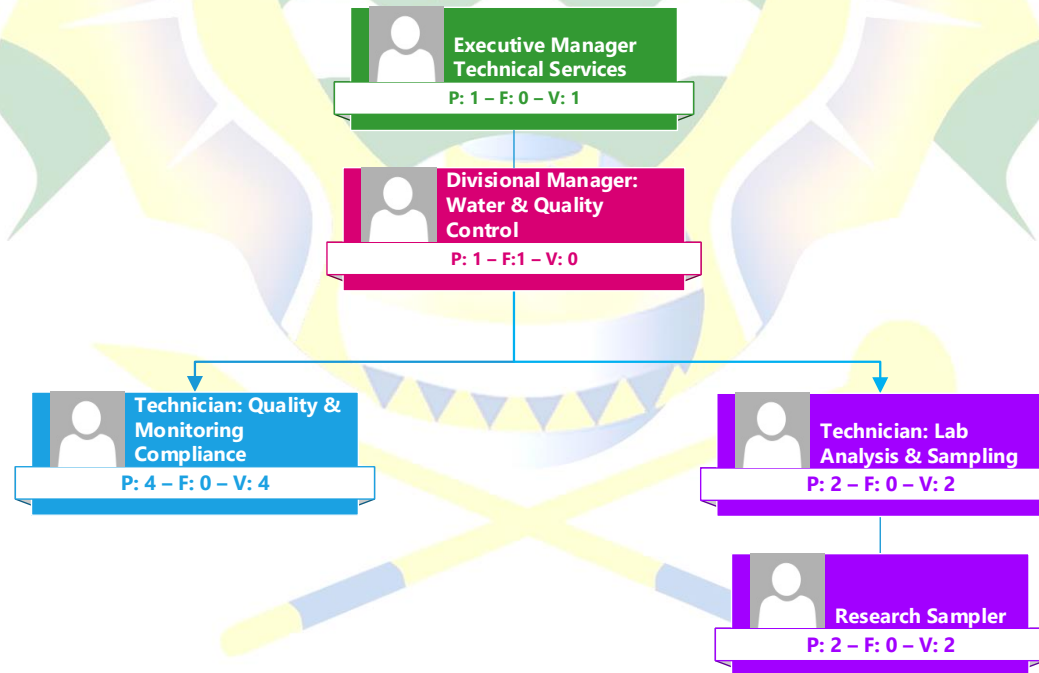 Executive Manager
Technical Services
P: 1 – F: 0 – V: 1
Divisional Manager:
Water & Quality
Control
P: 1 – F:1 – V: 0
Technician: Quality &
Monitoring
Compliance
P: 4 – F: 0 – V: 4
Technician: Lab
Analysis & Sampling
P: 2 – F: 0 – V: 2
Research Sampler
P: 2 – F: 0 – V: 2